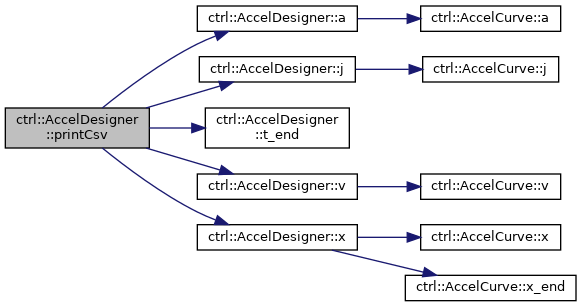 ctrl::AccelDesigner
::printCsv
ctrl::AccelDesigner::a
ctrl::AccelCurve::a
ctrl::AccelDesigner::j
ctrl::AccelCurve::j
ctrl::AccelDesigner
::t_end
ctrl::AccelDesigner::v
ctrl::AccelCurve::v
ctrl::AccelDesigner::x
ctrl::AccelCurve::x
ctrl::AccelCurve::x_end